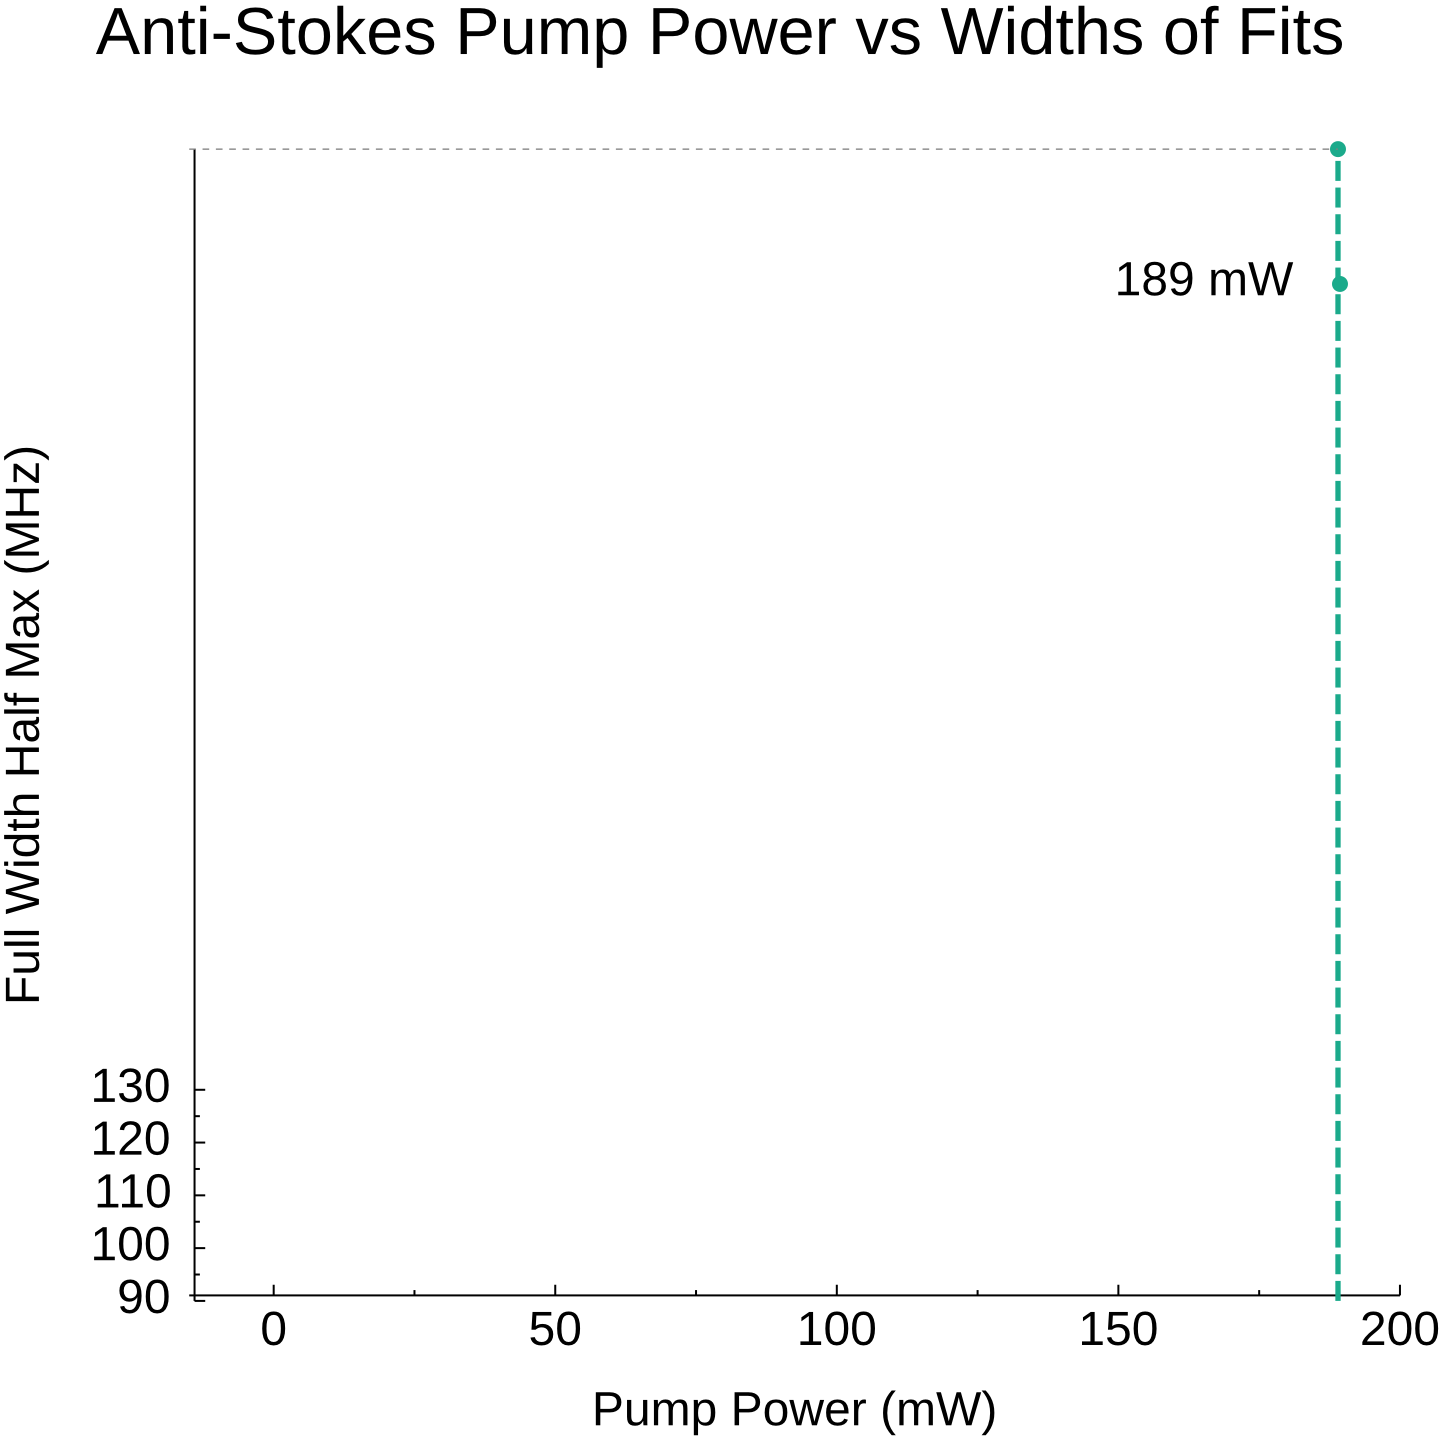 Anti-Stokes Pump Power vs Widths of Fits
189 mW
Full Width Half Max (MHz)
130
120
110
100
90
0 50 100 150 200
Pump Power (mW)